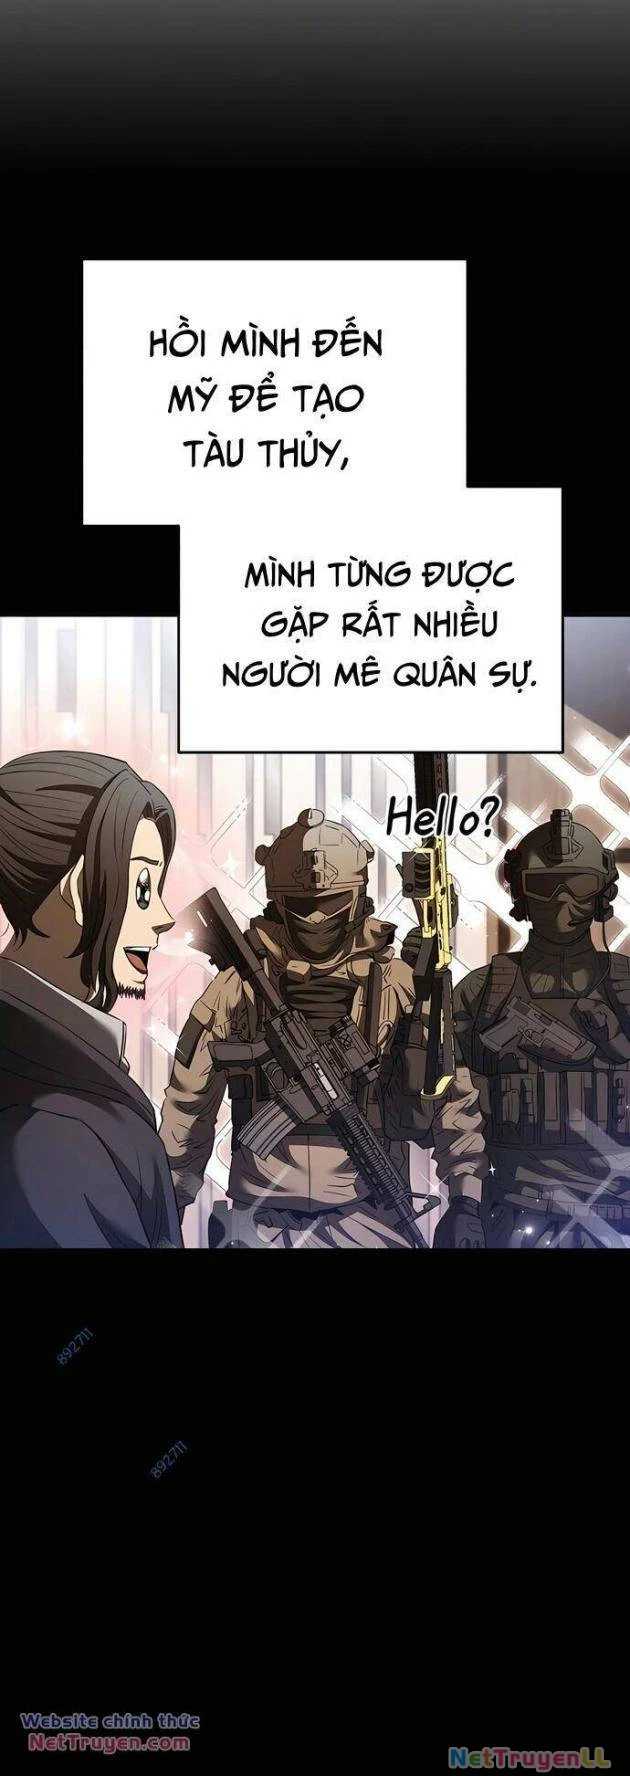 HỒI MÌNH ĐẾN
MỸ ĐỂ TẠO
TÀU THỦY,
MÌNH TỪNG ĐƯỢC
GẶP RẤT NHIỀU
NGƯỜI MÊ QUÂN SỰ.
Hello?
892711
892711
Website chính thức
NetTruyen.com
NetTruyenLL